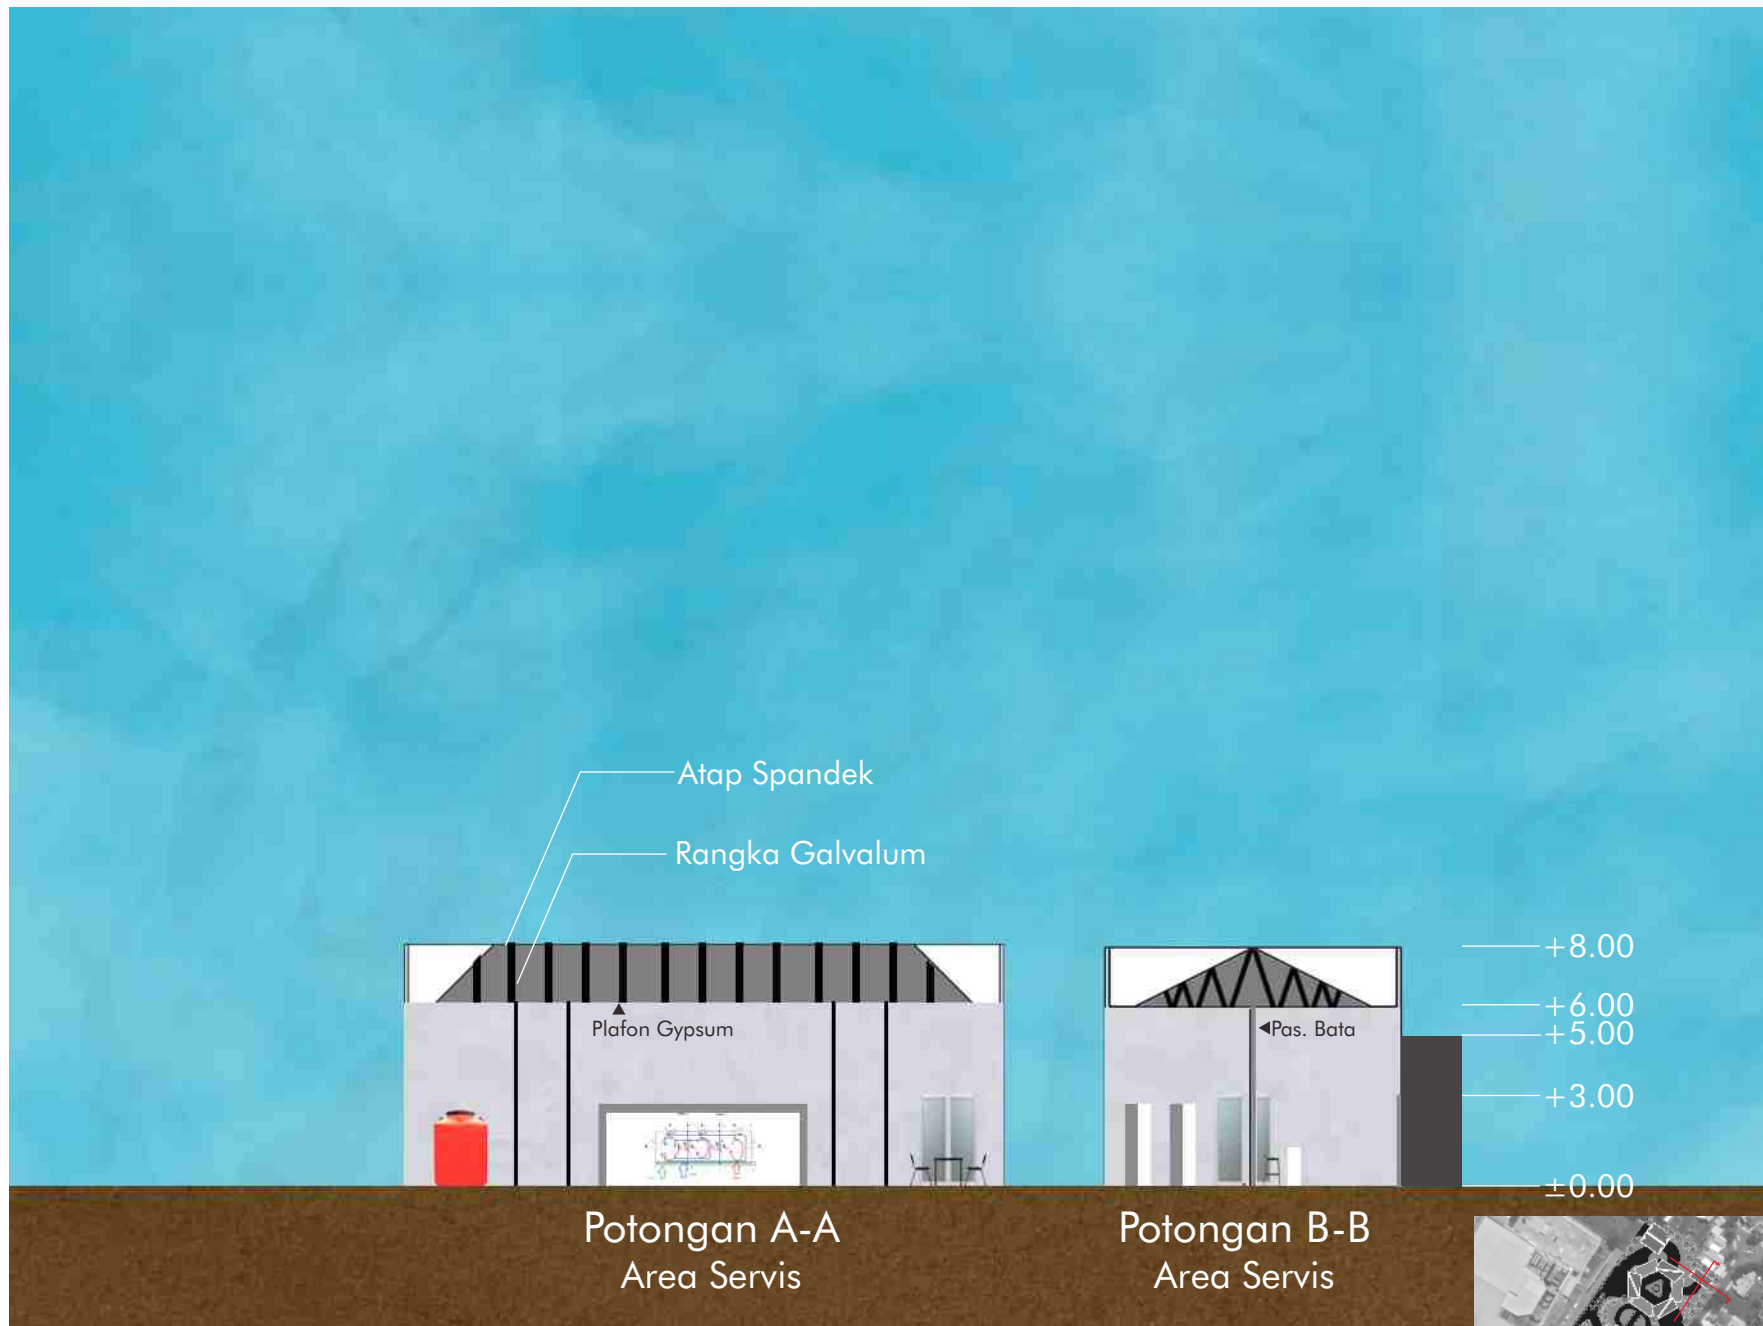 Atap Spandek
Rangka Galvalum
Plafon Gypsum
Pas. Bata
+8.00
+6.00
+5.00
+3.00
±0.00
Potongan A-A
Area Servis
Potongan B-B
Area Servis